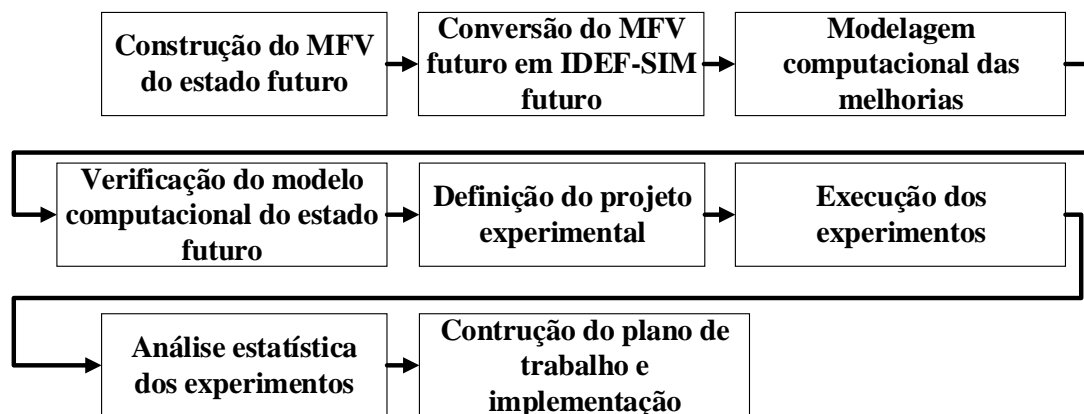 Construção do MFV
do estado futuro
Conversão do MFV
futuro em IDEF-SIM
futuro
Modelagem
computacional das
melhorias
Verificação do modelo
computacional do estado
futuro
Definição do projeto
experimental
Execução dos
experimentos
Análise estatística
dos experimentos
Contrução do plano de
trabalho e
implementação